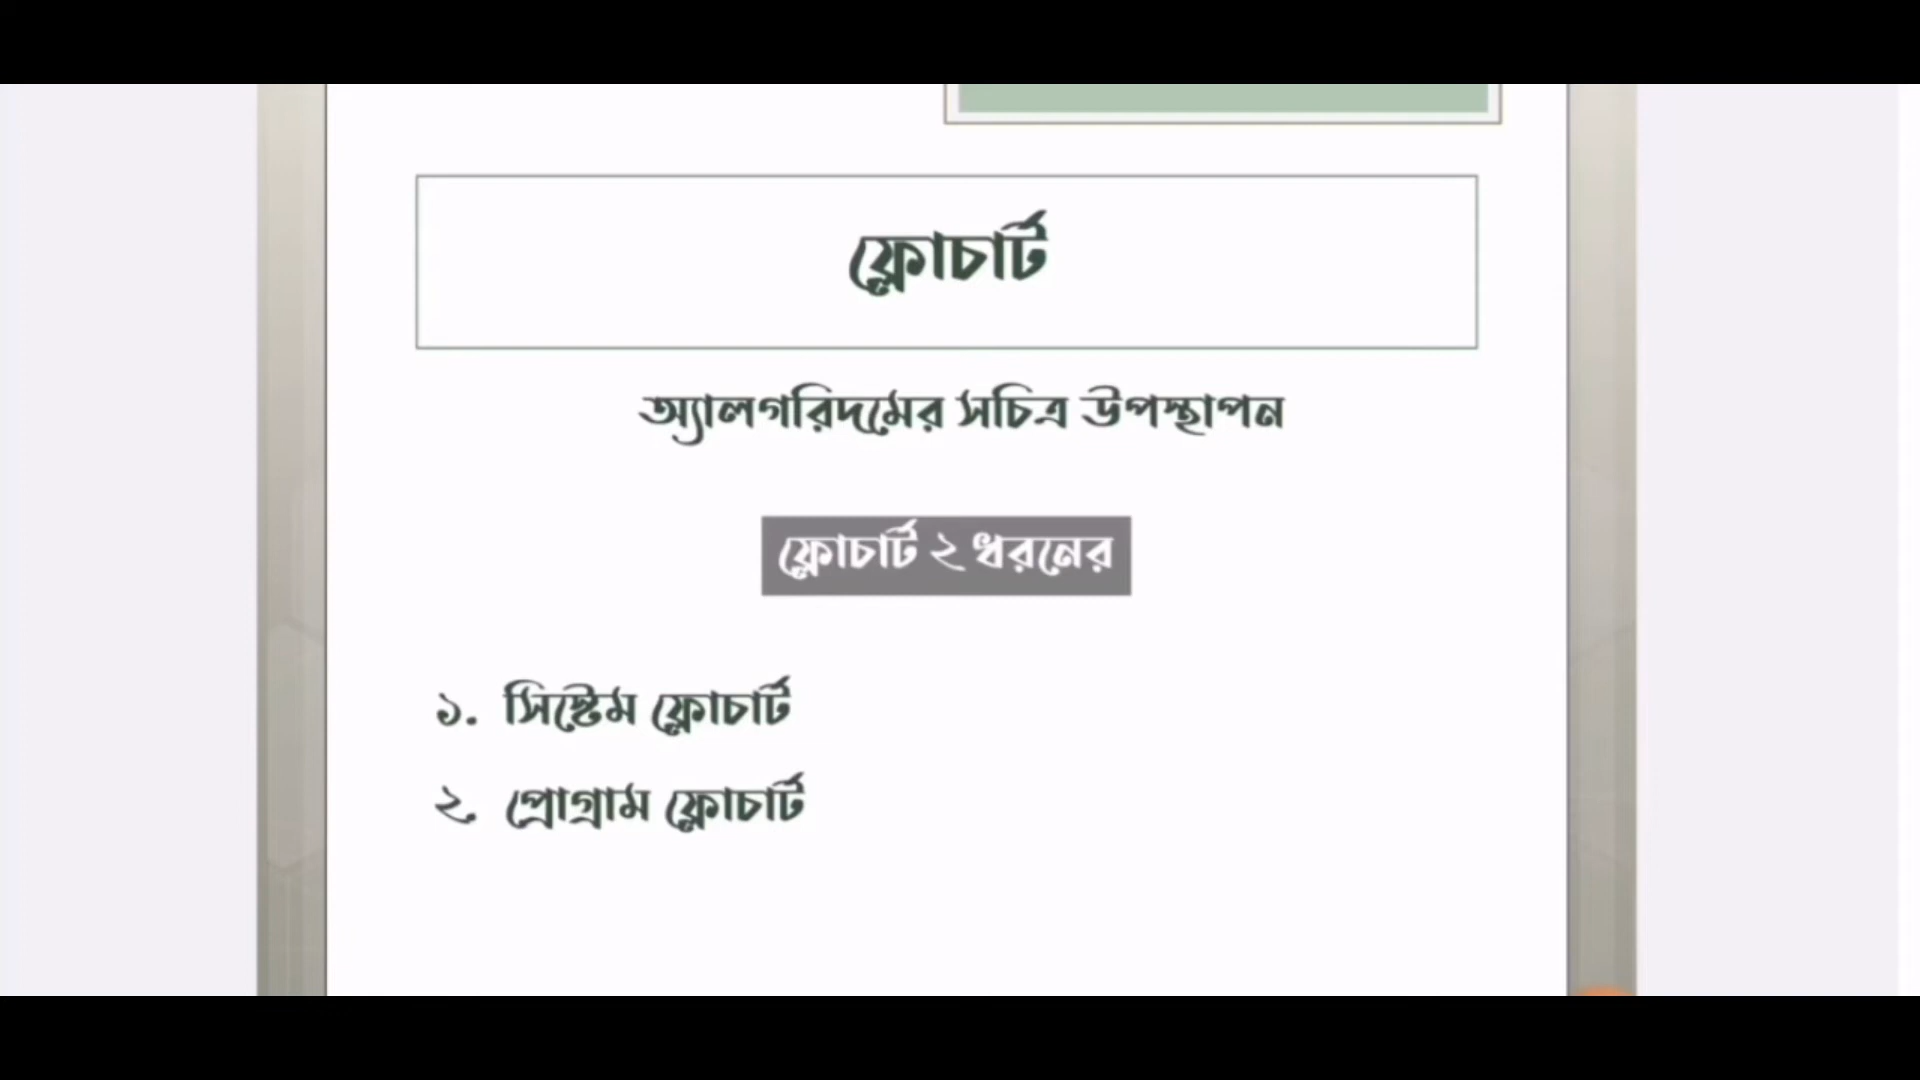 ফ্লোচার্ট
অ্যালগরিদমের সচিত্র উপস্থাপন
ফ্লোচার্ট ২ ধরনের
১. সিস্টেম ফ্লোচার্ট
২. প্রোগ্রাম ফ্লোচার্ট